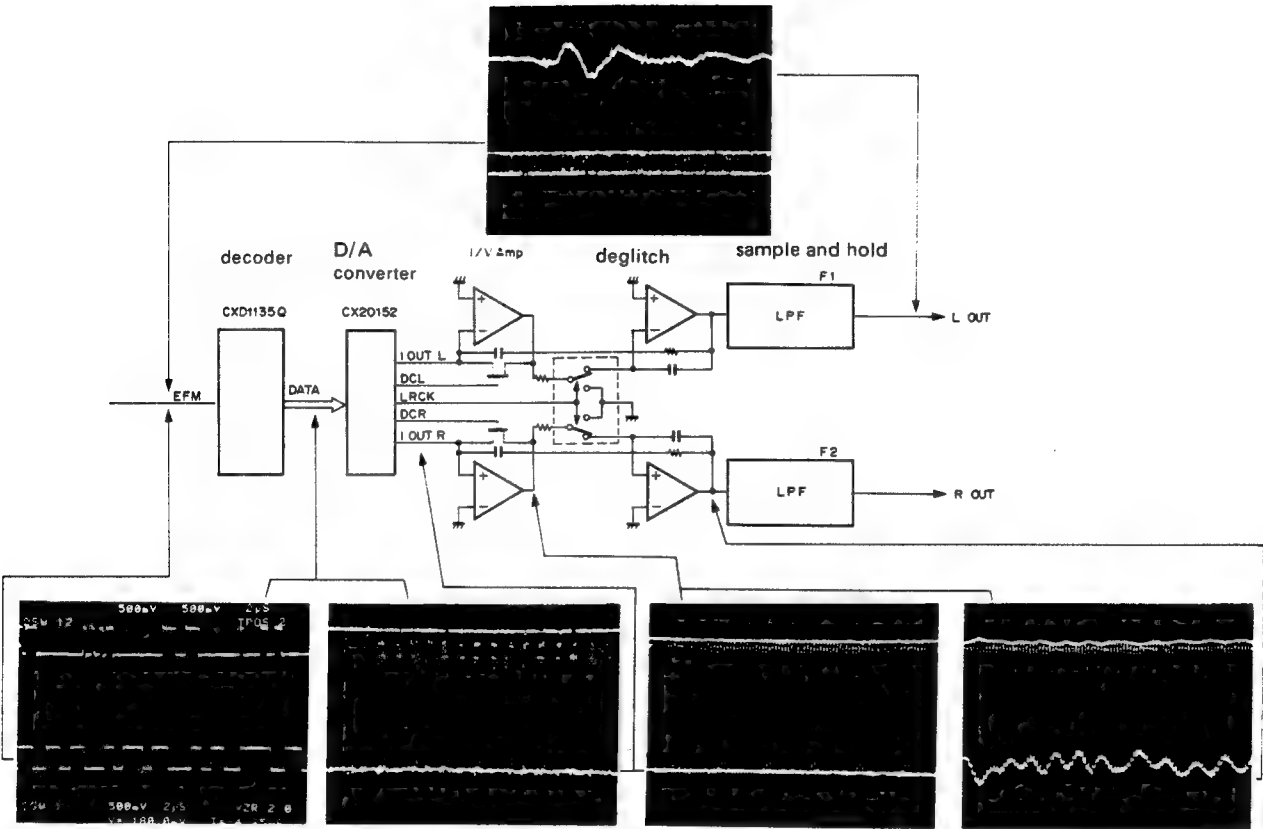 decoder
D/A
converter
I/V Amp
deglitch
sample and hold
CXD1135Q
CX20152
F1
LPF
L OUT
I OUT L
DCL
LRCK
DCR
I OUT R
EFM
DATA
F2
LPF
R OUT
500mV 500mV 2µS
500mV 2µS